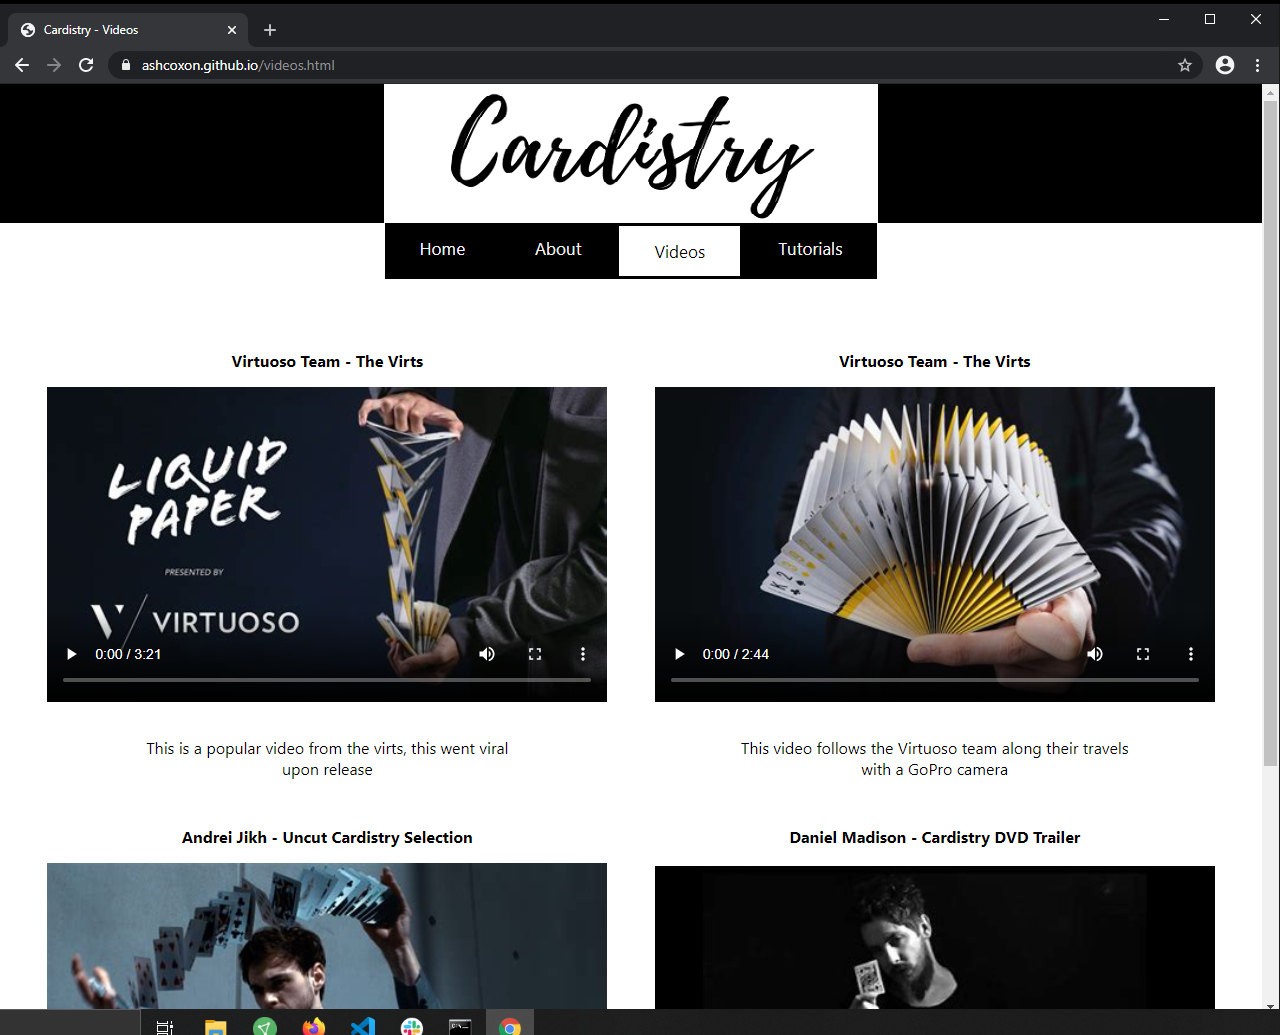 Cardistry - Videos
ashcoxon.github.io/videos.html
Cardistry
Home
About
Videos
Tutorials
Virtuoso Team - The Virts
Virtuoso Team - The Virts
LIQUID
PAPER
PRESENTED BY
VIRTUOSO
0:00 / 3:21
0:00 / 2:44
This is a popular video from the virts, this went viral
upon release
This video follows the Virtuoso team along their travels
with a GoPro camera
Andrei Jikh - Uncut Cardistry Selection
Daniel Madison - Cardistry DVD Trailer